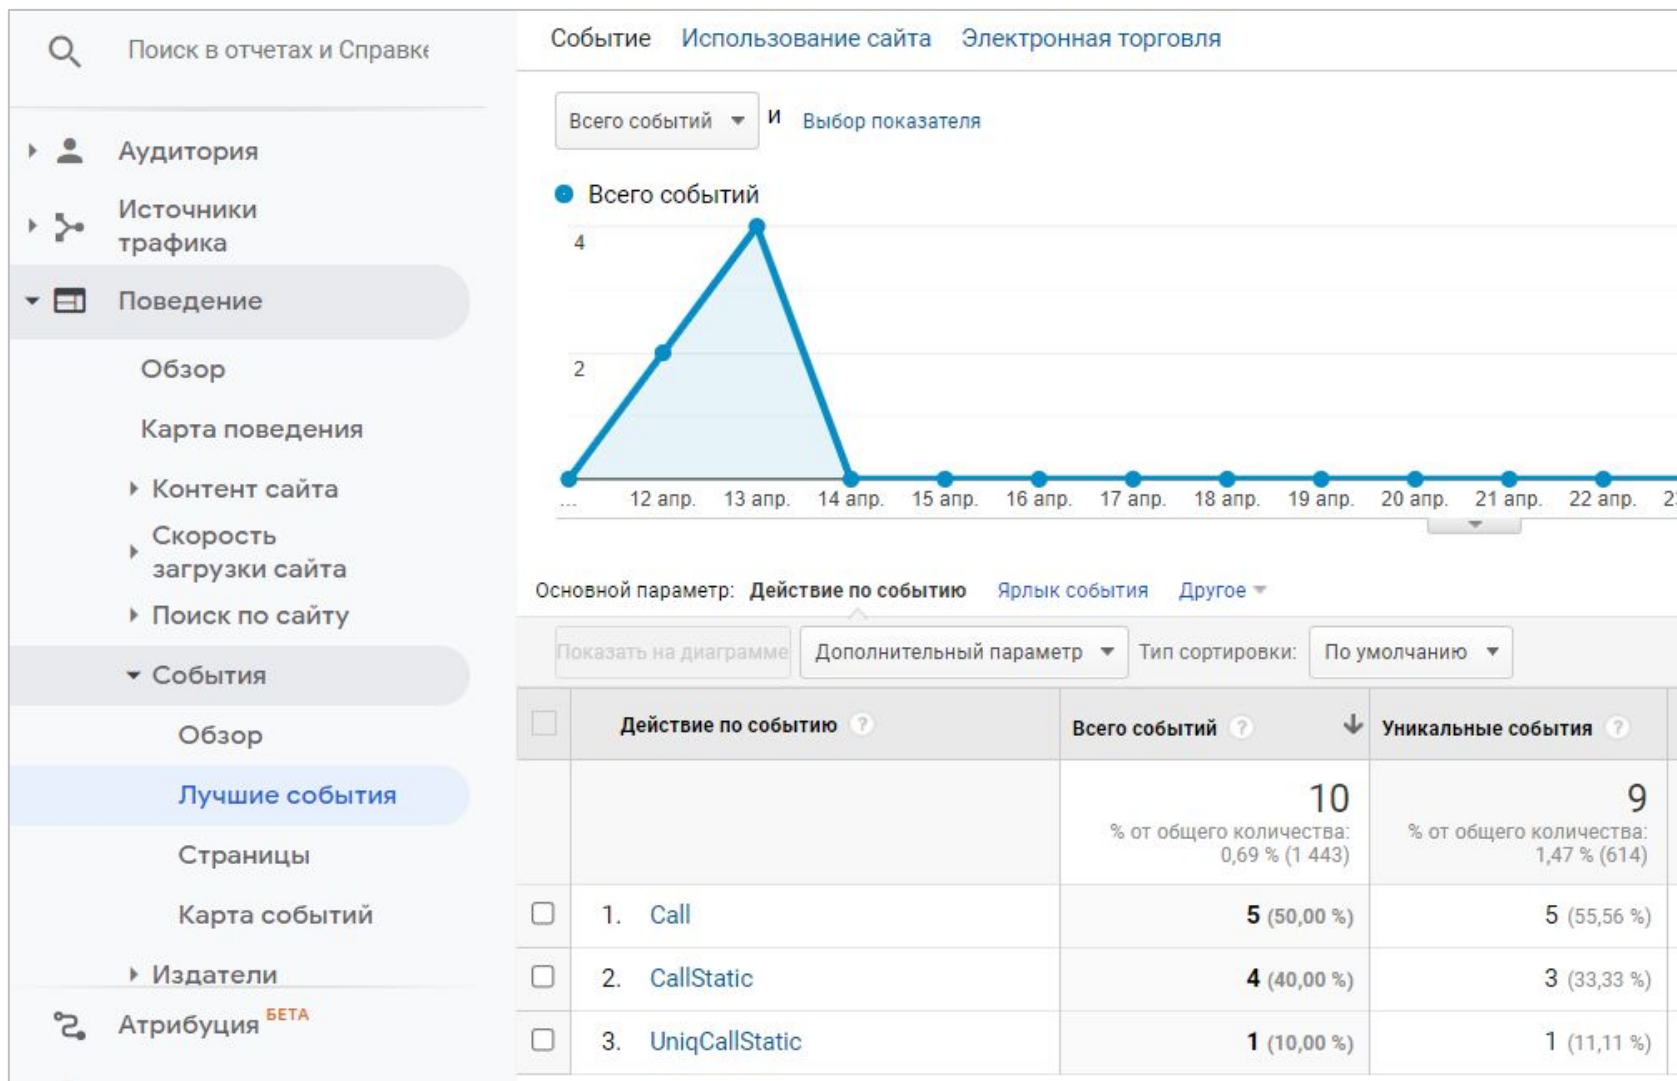 Поиск в отчетах и Справке
Аудитория
Источники
трафика
Поведение
Обзор
Карта поведения
Контент сайта
Скорость
загрузки сайта
Поиск по сайту
События
Обзор
Лучшие события
Страницы
Карта событий
Издатели
Атрибуция БЕТА
Событие Использование сайта Электронная торговля
Всего событий и Выбор показателя
Всего событий
4
2
... 12 апр. 13 апр. 14 апр. 15 апр. 16 апр. 17 апр. 18 апр. 19 апр. 20 апр. 21 апр. 22 апр.
Основной параметр: Действие по событию Ярлык события Другое
Показать на диаграмме Дополнительный параметр Тип сортировки: По умолчанию
Действие по событию ? Всего событий ? Уникальные события ?
10 9
% от общего количества: % от общего количества:
0,69 % (1 443) 1,47 % (614)
1. Call 5 (50,00 %) 5 (55,56 %)
2. CallStatic 4 (40,00 %) 3 (33,33 %)
3. UniqCallStatic 1 (10,00 %) 1 (11,11 %)